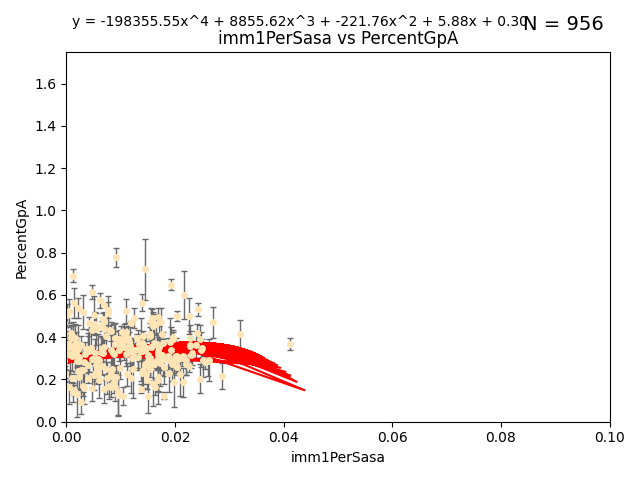 y = -198355.55x^4 + 8855.62x^3 + -221.76x^2 + 5.88x + 0.30
N = 956
imm1PerSasa vs PercentGpA
PercentGpA
1.6
1.4
1.2
1.0
0.8
0.6
0.4
0.2
0.0
0.00 0.02 0.04 0.06 0.08 0.10
imm1PerSasa